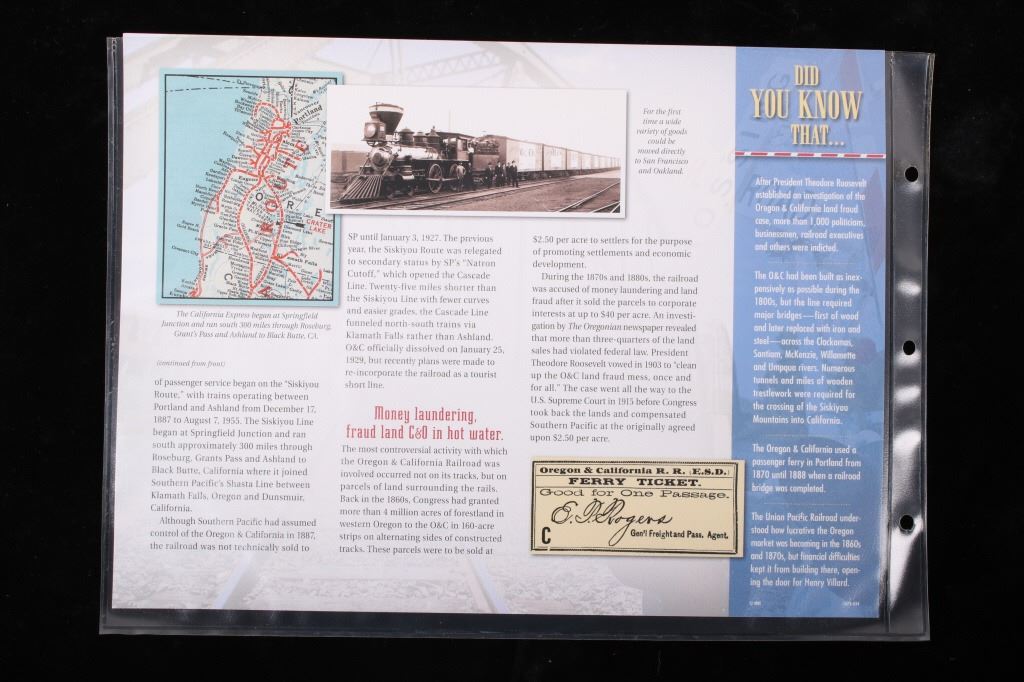 For the first
time a wide
variety of goods
could be
moved directly
to San Francisco
and Oakland.
Portland
Eugene
ROUTE
ORE
CRATER
LAKE
Klamath Falls
The California Express began at Springfield
Junction and ran south 300 miles through Roseburg,
Grant's Pass and Ashland to Black Butte, CA.
(continued from front)
of passenger service began on the "Siskiyou
Route," with trains operating between
Portland and Ashland from December 17,
1887 to August 7, 1955. The Siskiyou Line
began at Springfield Junction and ran
south approximately 300 miles through
Roseburg, Grants Pass and Ashland to
Black Butte, California where it joined
Southern Pacific's Shasta Line between
Klamath Falls, Oregon and Dunsmuir,
California.
Although Southern Pacific had assumed
control of the Oregon & California in 1887,
the railroad was not technically sold to
SP until January 3, 1927. The previous
year, the Siskiyou Route was relegated
to secondary status by SP's "Natron
Cutoff," which opened the Cascade
Line. Twenty-five miles shorter than
the Siskiyou Line with fewer curves
and easier grades, the Cascade Line
funneled north-south trains via
Klamath Falls rather than Ashland.
O&C officially dissolved on January 25,
1929, but recently plans were made to
re-incorporate the railroad as a tourist
short line.
Money laundering,
fraud land C&O in hot water.
The most controversial activity with which
the Oregon & California Railroad was
involved occurred not on its tracks, but on
parcels of land surrounding the rails.
Back in the 1860s, Congress had granted
more than 4 million acres of forestland in
western Oregon to the O&C in 160-acre
strips on alternating sides of constructed
tracks. These parcels were to be sold at
$2.50 per acre to settlers for the purpose
of promoting settlements and economic
development.
During the 1870s and 1880s, the railroad
was accused of money laundering and land
fraud after it sold the parcels to corporate
interests at up to $40 per acre. An investi-
gation by The Oregonian newspaper revealed
that more than three-quarters of the land
sales had violated federal law. President
Theodore Roosevelt vowed in 1903 to "clean
up the O&C land fraud mess, once and
for all." The case went all the way to the
U.S. Supreme Court in 1915 before Congress
took back the lands and compensated
Southern Pacific at the originally agreed
upon $2.50 per acre.
Oregon & California R. R. (E.S.D.)
FERRY TICKET.
Good for One Passage.
E. P. Rogers
C
Gen'l Freight and Pass. Agent.
DID
YOU KNOW
THAT...
After President Theodore Roosevelt
established an investigation of the
Oregon & California land fraud
case, more than 1,000 politicians,
businessmen, railroad executives
and others were indicted.
The O&C had been built as inex-
pensively as possible during the
1800s, but the line required
major bridges—first of wood
and later replaced with iron and
steel—across the Clackamas,
Santiam, McKenzie, Willamette
and Umpqua rivers. Numerous
tunnels and miles of wooden
trestlework were required for
the crossing of the Siskiyou
Mountains into California.
The Oregon & California used a
passenger ferry in Portland from
1870 until 1888 when a railroad
bridge was completed.
The Union Pacific Railroad under-
stood how lucrative the Oregon
market was becoming in the 1860s
and 1870s, but financial difficulties
kept it from building there, open-
ing the door for Henry Villard.